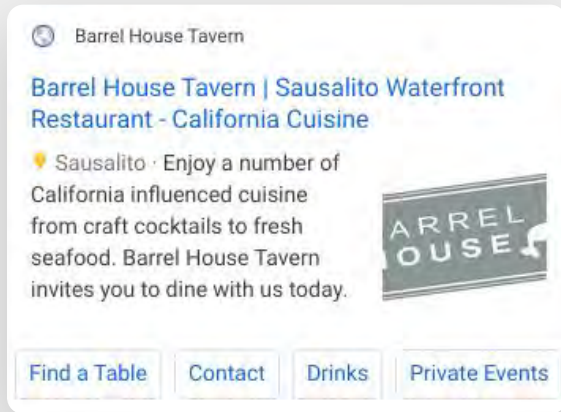 Barrel House Tavern
Barrel House Tavern | Sausalito Waterfront
Restaurant - California Cuisine
Sausalito · Enjoy a number of
California influenced cuisine
from craft cocktails to fresh
seafood. Barrel House Tavern
invites you to dine with us today.
ARREL
OUSE
Find a Table
Contact
Drinks
Private Events